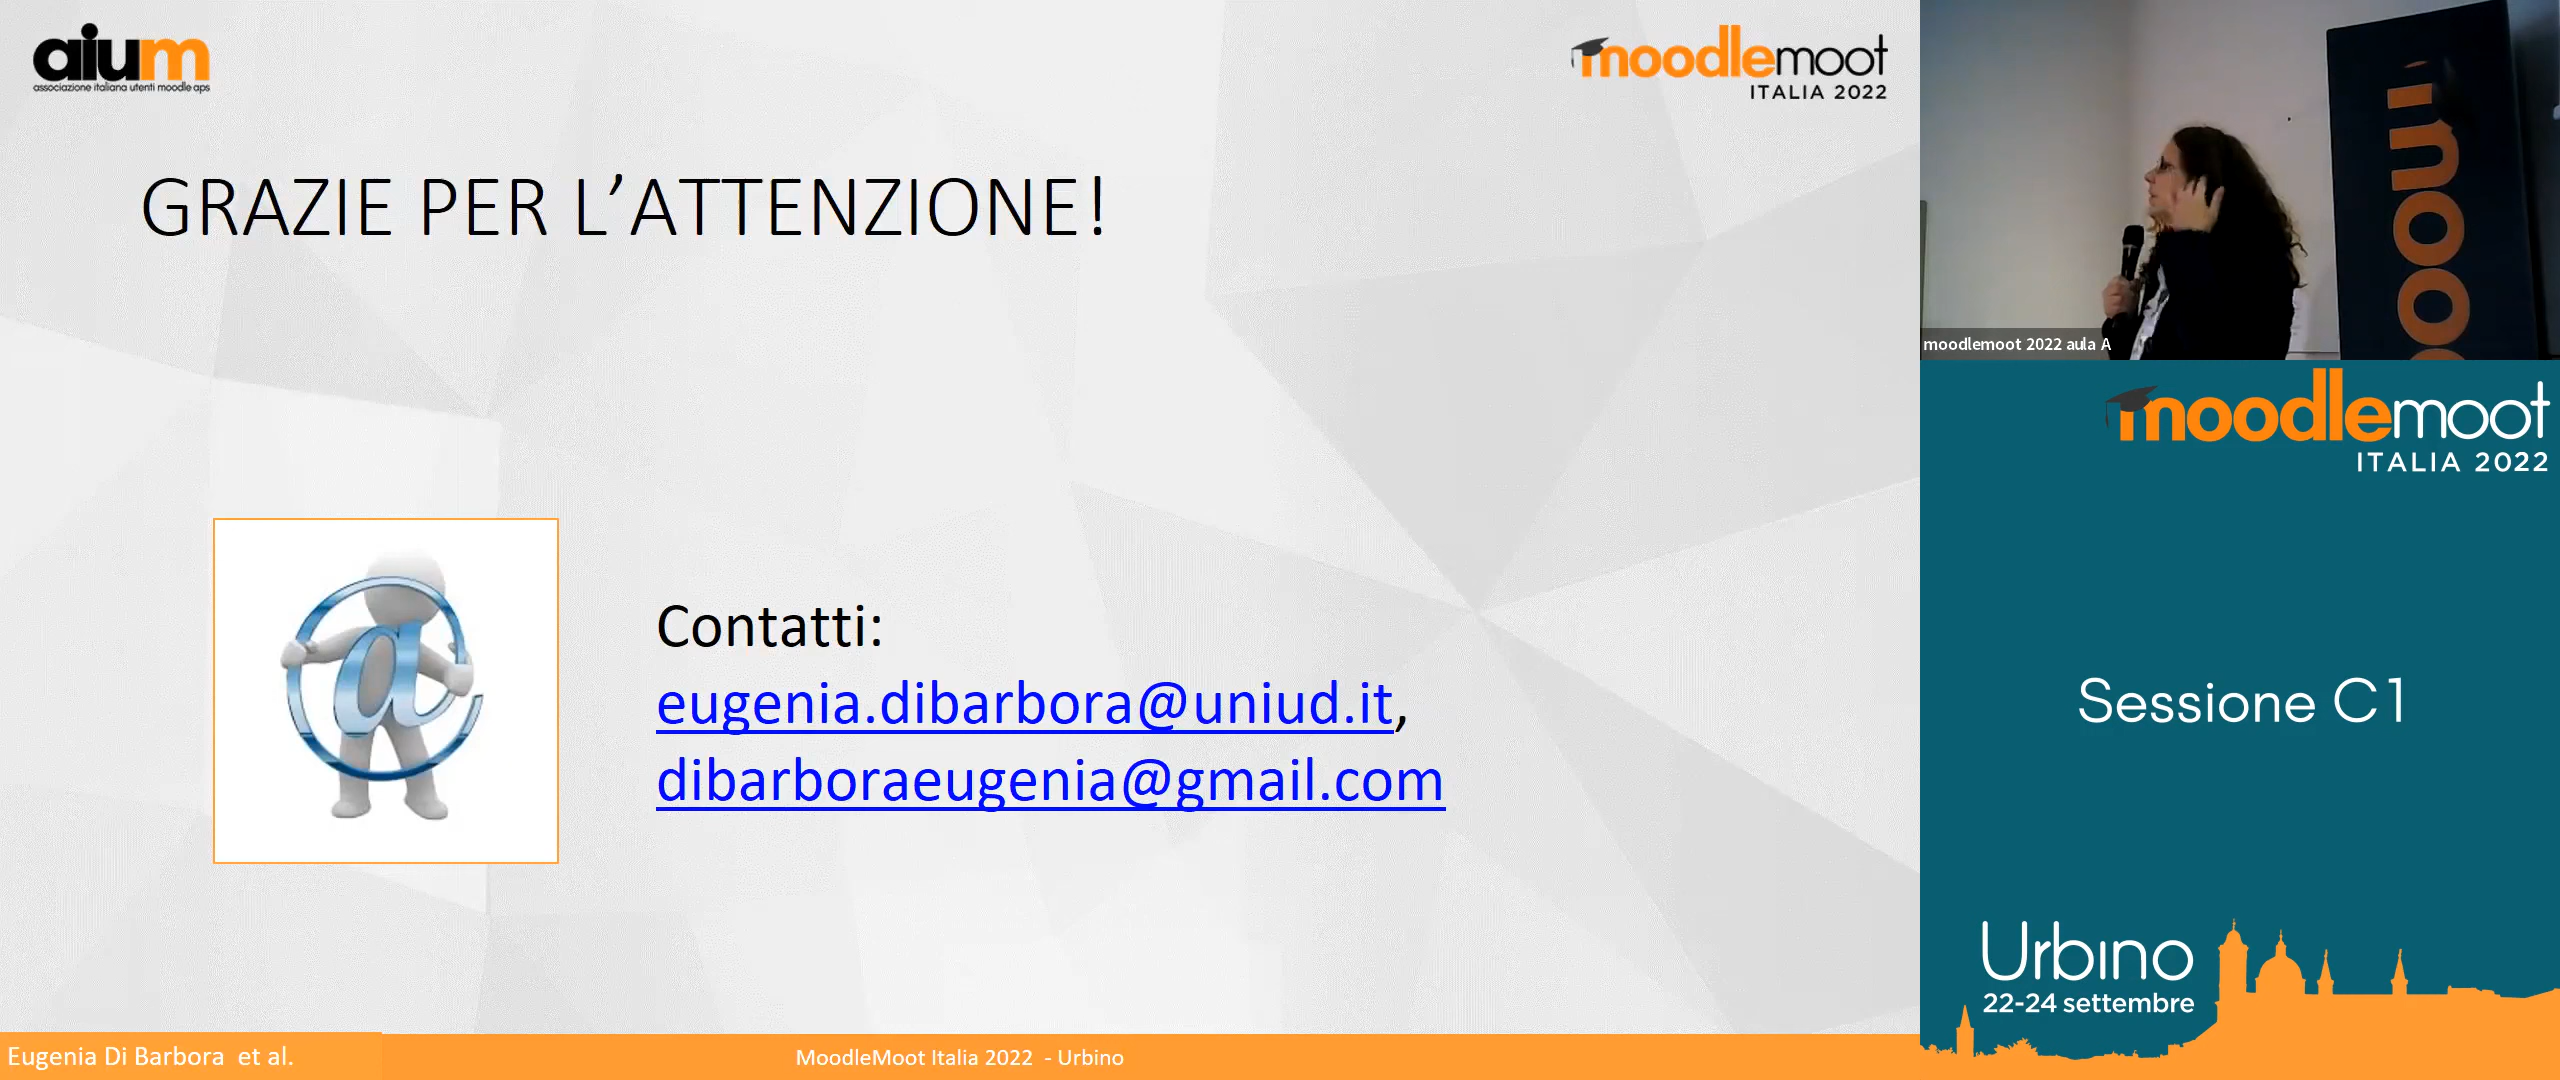 aium
associazione italiana utenti moodle aps
moodlemoot
ITALIA 2022
GRAZIE PER L’ATTENZIONE!
Contatti:
eugenia.dibarbora@uniud.it,
dibarboraeugenia@gmail.com
Eugenia Di Barbora et al.
MoodleMoot Italia 2022 - Urbino
moodlemoot 2022 aula A
moodlemoot
ITALIA 2022
Sessione C1
Urbino
22-24 settembre